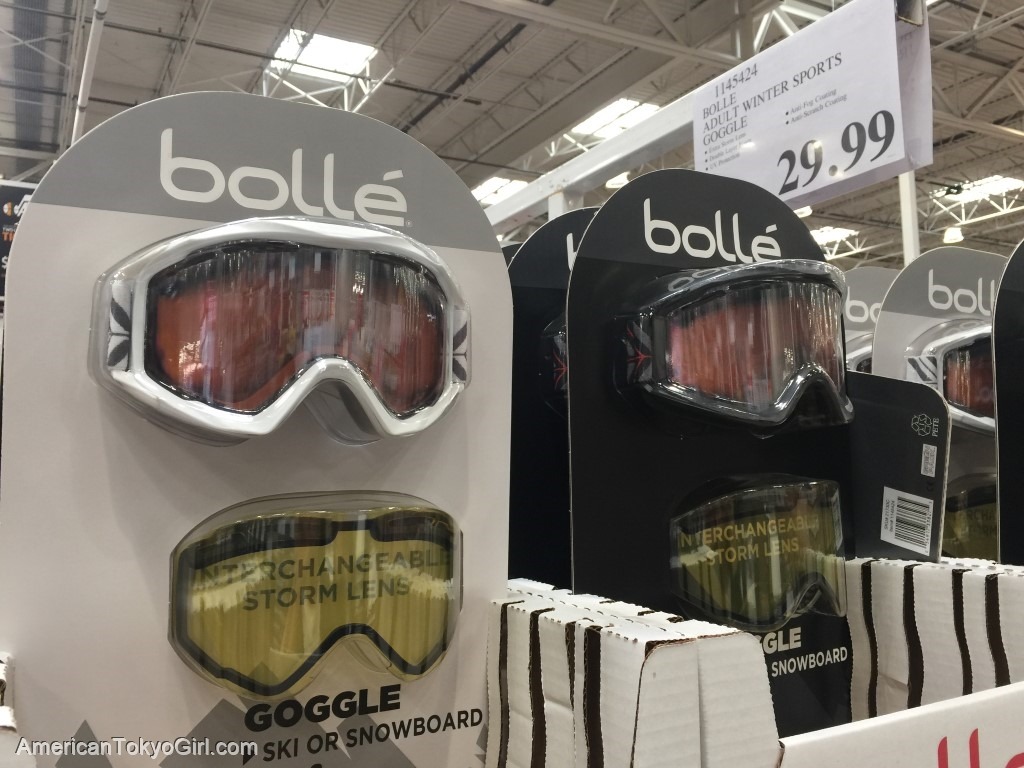 1145424
BOLLE
ADULT WINTER SPORTS
GOGGLE
• Anti-Fog Coating
• Anti-Scratch Coating
29.99
bollé
bollé
bollé
INTERCHANGEABLE
STORM LENS
INTERCHANGEABLE
STORM LENS
GOGGLE
SKI OR SNOWBOARD
GGLE
SNOWBOARD
PETE
AmericanTokyoGirl.com